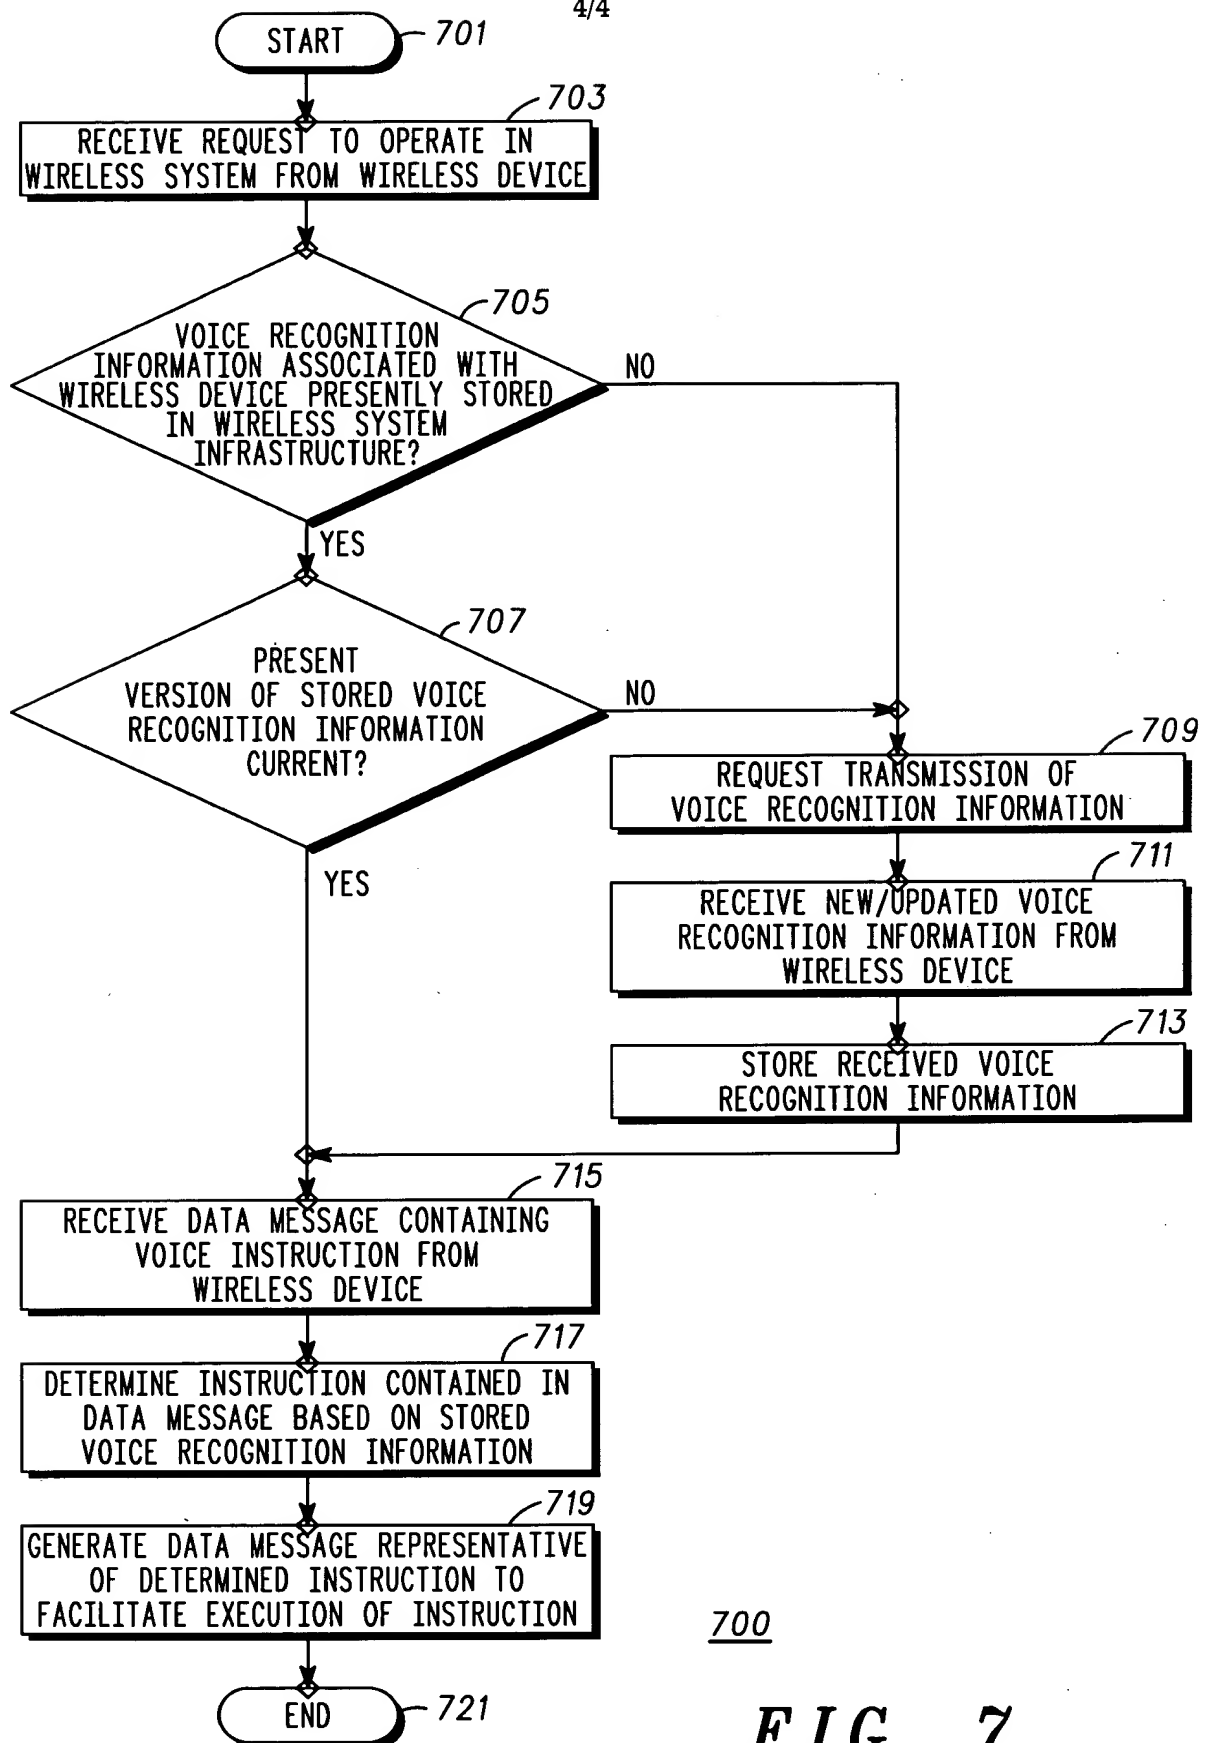 4/4
START
701
703
RECEIVE REQUEST TO OPERATE IN
WIRELESS SYSTEM FROM WIRELESS DEVICE
705
VOICE RECOGNITION
INFORMATION ASSOCIATED WITH
WIRELESS DEVICE PRESENTLY STORED
IN WIRELESS SYSTEM
INFRASTRUCTURE?
NO
YES
707
PRESENT
VERSION OF STORED VOICE
RECOGNITION INFORMATION
CURRENT?
NO
YES
709
REQUEST TRANSMISSION OF
VOICE RECOGNITION INFORMATION
711
RECEIVE NEW/UPDATED VOICE
RECOGNITION INFORMATION FROM
WIRELESS DEVICE
713
STORE RECEIVED VOICE
RECOGNITION INFORMATION
715
RECEIVE DATA MESSAGE CONTAINING
VOICE INSTRUCTION FROM
WIRELESS DEVICE
717
DETERMINE INSTRUCTION CONTAINED IN
DATA MESSAGE BASED ON STORED
VOICE RECOGNITION INFORMATION
719
GENERATE DATA MESSAGE REPRESENTATIVE
OF DETERMINED INSTRUCTION TO
FACILITATE EXECUTION OF INSTRUCTION
700
END
721
FIG. 7